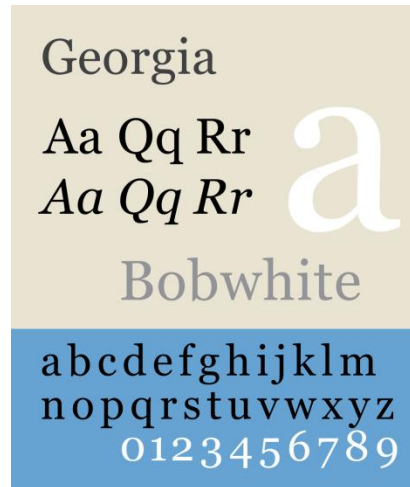 Georgia
Aa Qq Rr
Aa Qq Rr
a
Bobwhite
abcdefghijklm
nopqrstuvwxyz
0123456789